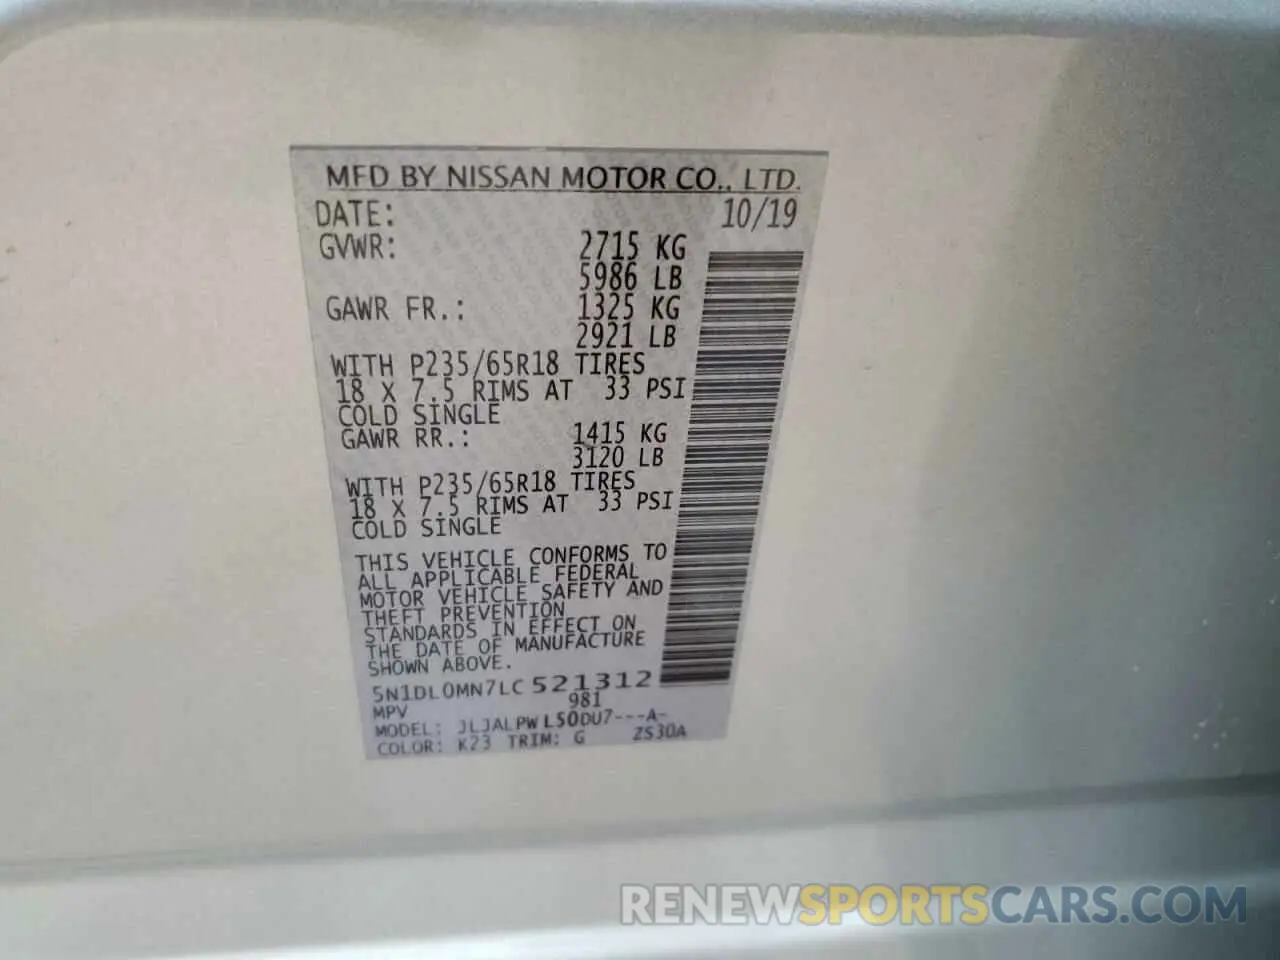 MFD BY NISSAN MOTOR CO., LTD.
DATE: 10/19
GVWR: 2715 KG
5986 LB
GAWR FR.: 1325 KG
2921 LB
WITH P235/65R18 TIRES
18 X 7.5 RIMS AT 33 PSI
COLD SINGLE
GAWR RR.: 1415 KG
3120 LB
WITH P235/65R18 TIRES
18 X 7.5 RIMS AT 33 PSI
COLD SINGLE
THIS VEHICLE CONFORMS TO
ALL APPLICABLE FEDERAL
MOTOR VEHICLE SAFETY AND
THEFT PREVENTION
STANDARDS IN EFFECT ON
THE DATE OF MANUFACTURE
SHOWN ABOVE.
5N1DL0MN7LC521312
MPV 981
MODEL: JLJALPWL50DU7---A-
COLOR: K23 TRIM: G ZS30A
RENEWSPORTSCARS.COM